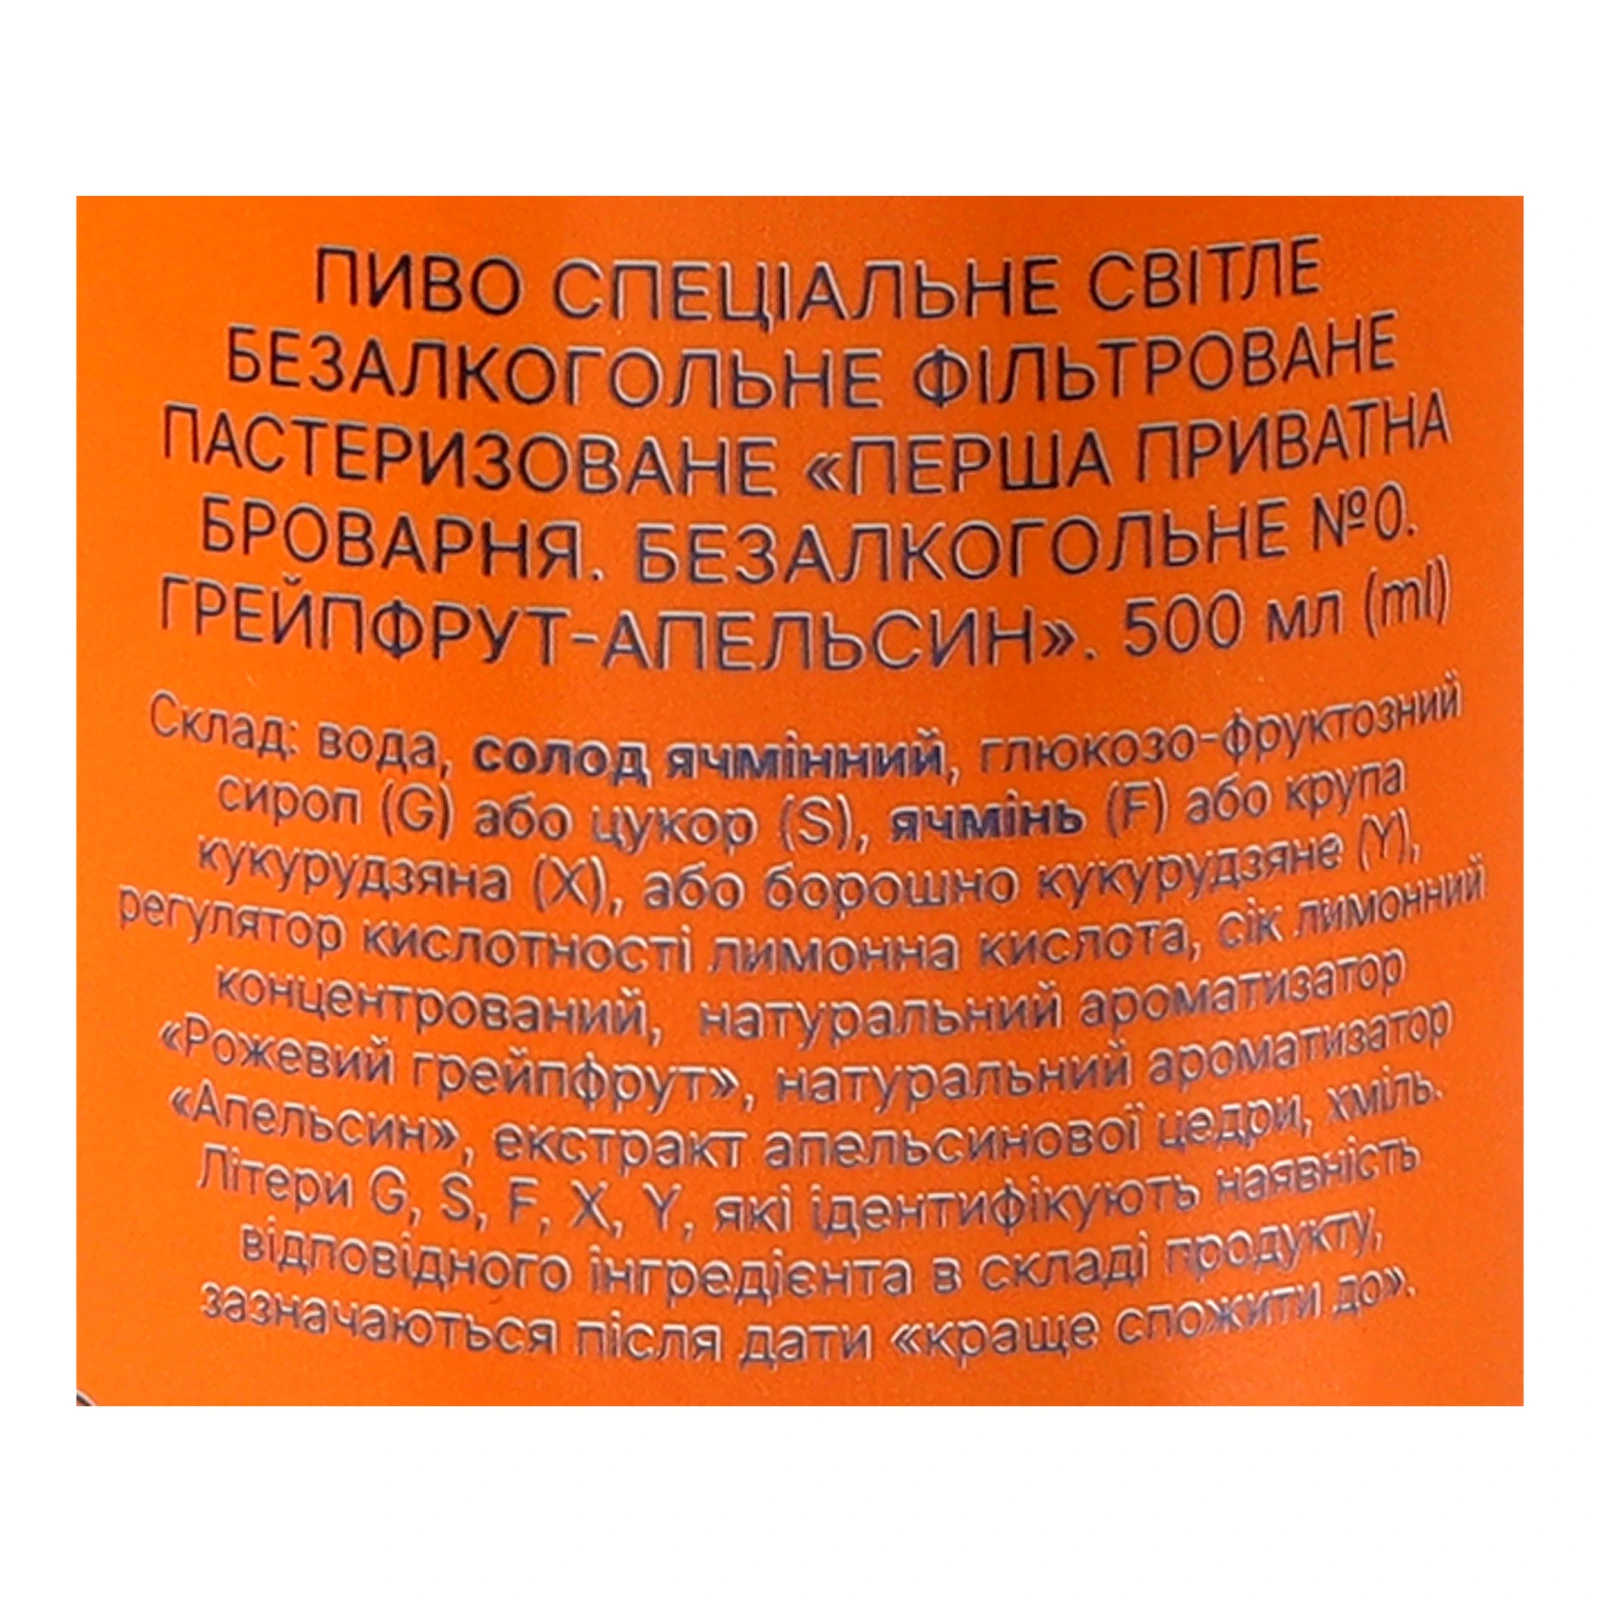 ПИВО СПЕЦІАЛЬНЕ СВІТЛЕ
БЕЗАЛКОГОЛЬНЕ ФІЛЬТРОВАНЕ
ПАСТЕРИЗОВАНЕ «ПЕРША ПРИВАТНА
БРОВАРНЯ. БЕЗАЛКОГОЛЬНЕ №0.
ГРЕЙПФРУТ-АПЕЛЬСИН». 500 мл (ml)
Склад: вода, солод ячмінний, глюкозо-фруктозний
сироп (G) або цукор (S), ячмінь (F) або крупа
кукурудзяна (X), або борошно кукурудзяне (Y),
регулятор кислотності лимонна кислота, сік лимонний
концентрований, натуральний ароматизатор
«Рожевий грейпфрут», натуральний ароматизатор
«Апельсин», екстракт апельсинової цедри, хміль.
Літери G, S, F, X, Y, які ідентифікують наявність
відповідного інгредієнта в складі продукту,
зазначаються після дати «краще спожити до».